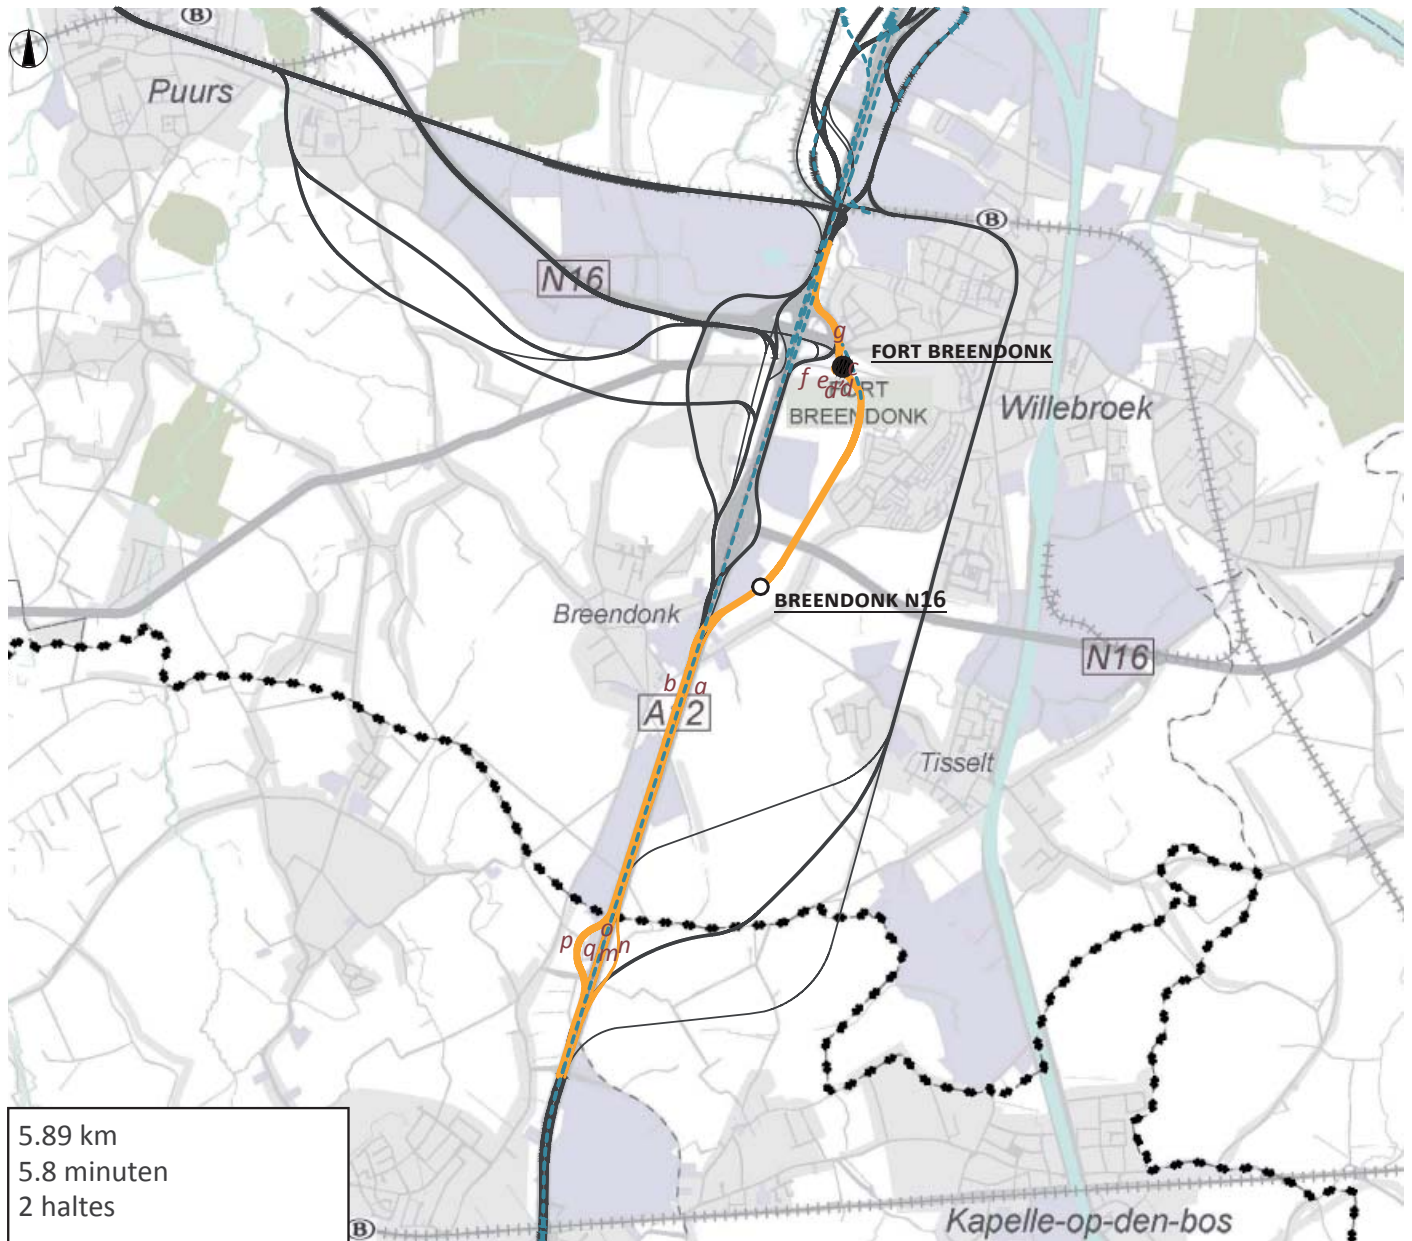 B
Puurs
N16
B
g
FORT BREENDONK
c
f e d' d
FORT
BREENDONK
Willebroek
Breendonk
BREENDONK N16
N16
b a
A 2
Tisselt
o
p q m n
5.89 km
5.8 minuten
2 haltes
B
Kapelle-op-den-bos